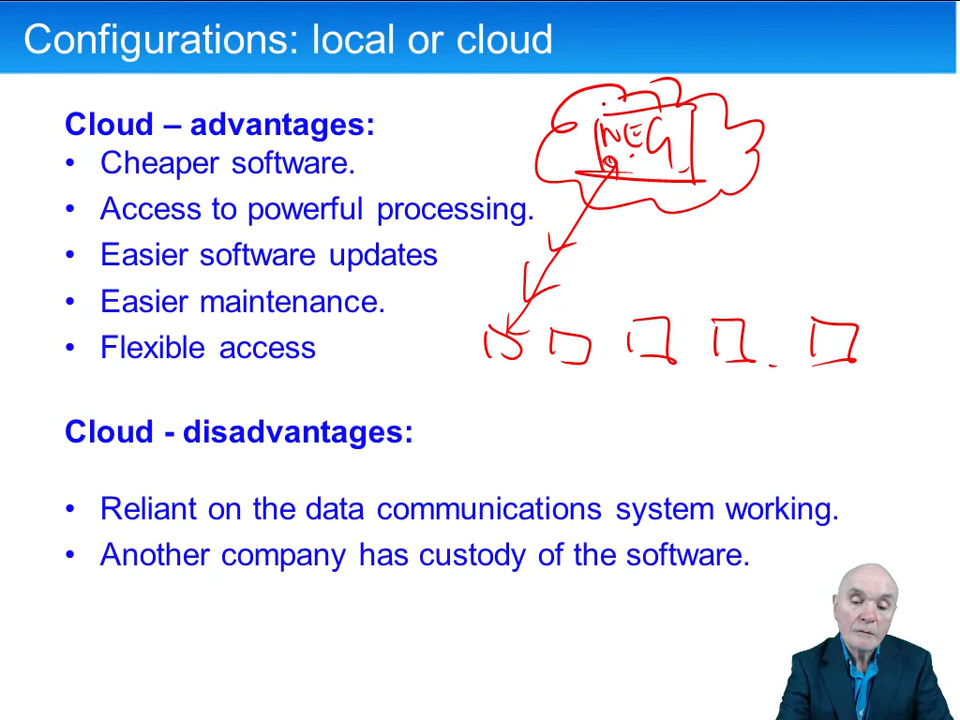 Configurations: local or cloud
Cloud – advantages:
• Cheaper software.
• Access to powerful processing.
• Easier software updates
• Easier maintenance.
• Flexible access
Cloud - disadvantages:
• Reliant on the data communications system working.
• Another company has custody of the software.